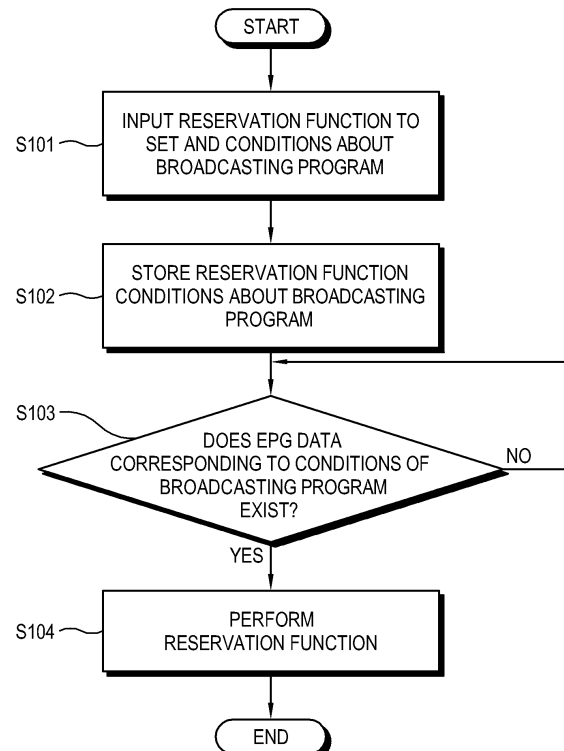 START
S101
INPUT RESERVATION FUNCTION TO
SET AND CONDITIONS ABOUT
BROADCASTING PROGRAM
S102
STORE RESERVATION FUNCTION
CONDITIONS ABOUT BROADCASTING
PROGRAM
S103
DOES EPG DATA
CORRESPONDING TO CONDITIONS OF
BROADCASTING PROGRAM
EXIST?
NO
YES
S104
PERFORM
RESERVATION FUNCTION
END